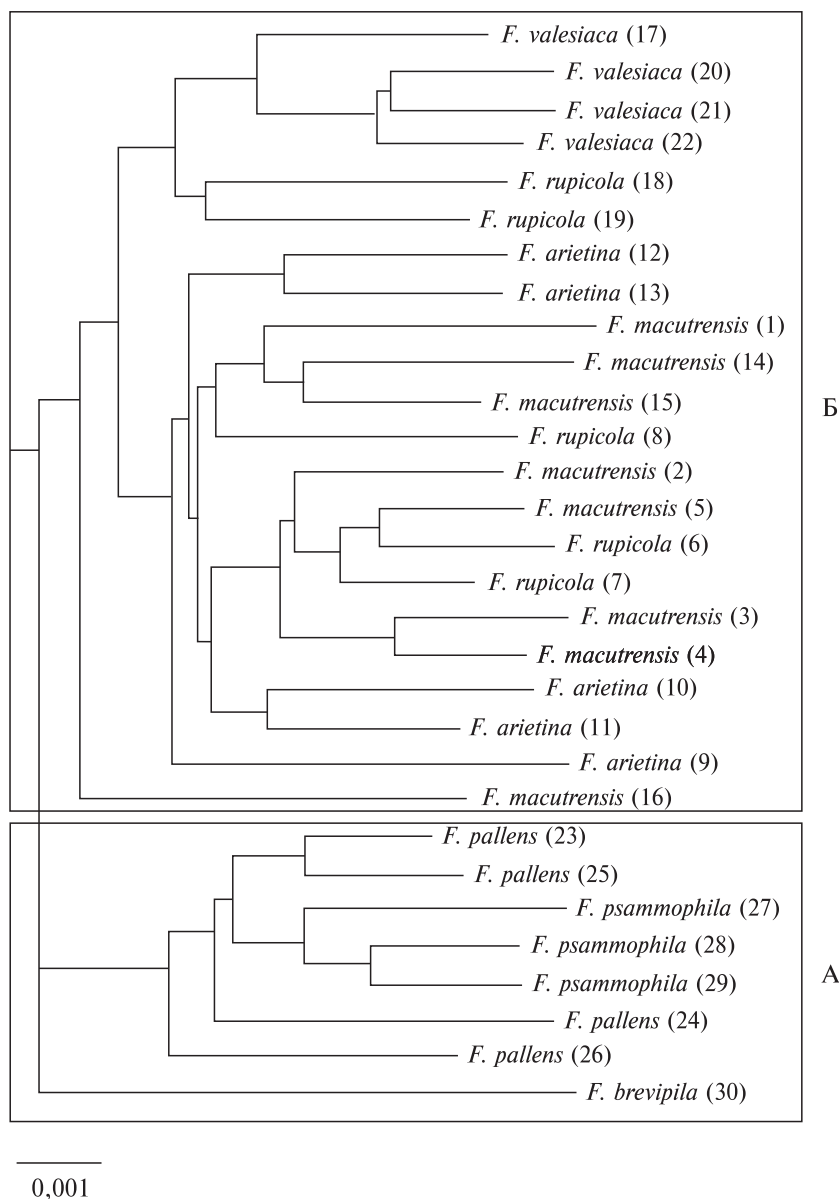 F. valesiaca (17)
F. valesiaca (20)
F. valesiaca (21)
F. valesiaca (22)
F. rupicola (18)
F. rupicola (19)
F. arietina (12)
F. arietina (13)
F. macutrensis (1)
F. macutrensis (14)
F. macutrensis (15)
Б
F. rupicola (8)
F. macutrensis (2)
F. macutrensis (5)
F. rupicola (6)
F. rupicola (7)
F. macutrensis (3)
F. macutrensis (4)
F. arietina (10)
F. arietina (11)
F. arietina (9)
F. macutrensis (16)
F. pallens (23)
F. pallens (25)
F. psammophila (27)
F. psammophila (28)
А
F. psammophila (29)
F. pallens (24)
F. pallens (26)
F. brevipila (30)
0,001